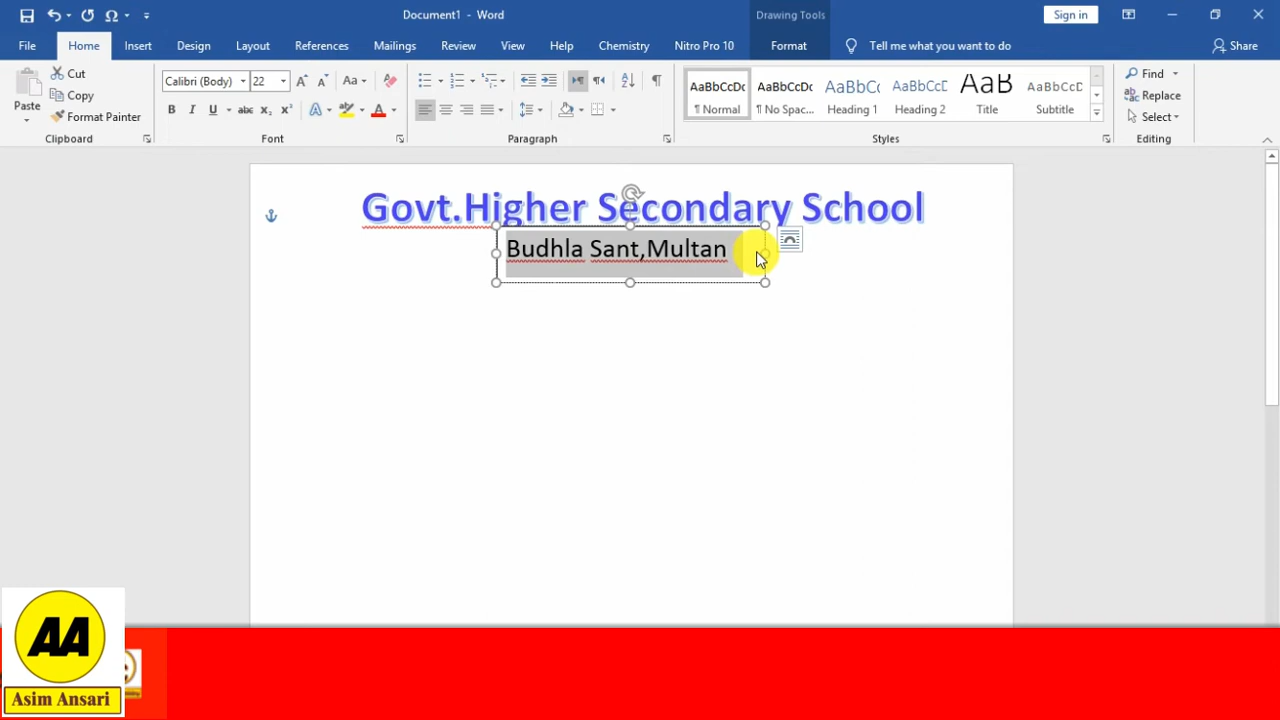 Document1 - Word
Drawing Tools
Sign in
File Home Insert Design Layout References Mailings Review View Help Chemistry Nitro Pro 10 Format Tell me what you want to do Share
Paste
Cut
Copy
Format Painter
Calibri (Body) 22
AaBbCcDc
¶ Normal
AaBbCcDc
¶ No Spac...
AaBbCc
Heading 1
AaBbCcC
Heading 2
AaB
Title
AaBbCcC
Subtitle
Find
Replace
Select
Clipboard Font Paragraph Styles Editing
Govt.Higher Secondary School
Budhla Sant,Multan
AA
Asim Ansari